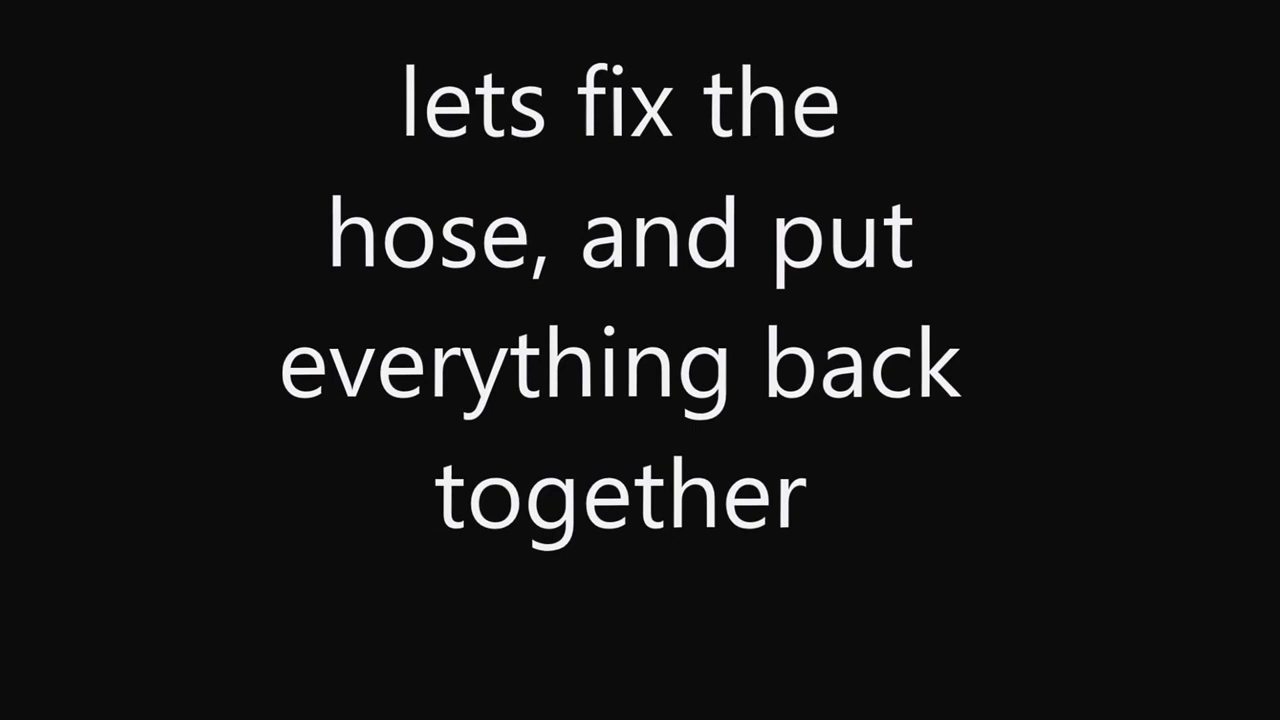 lets fix the
hose, and put
everything back
together